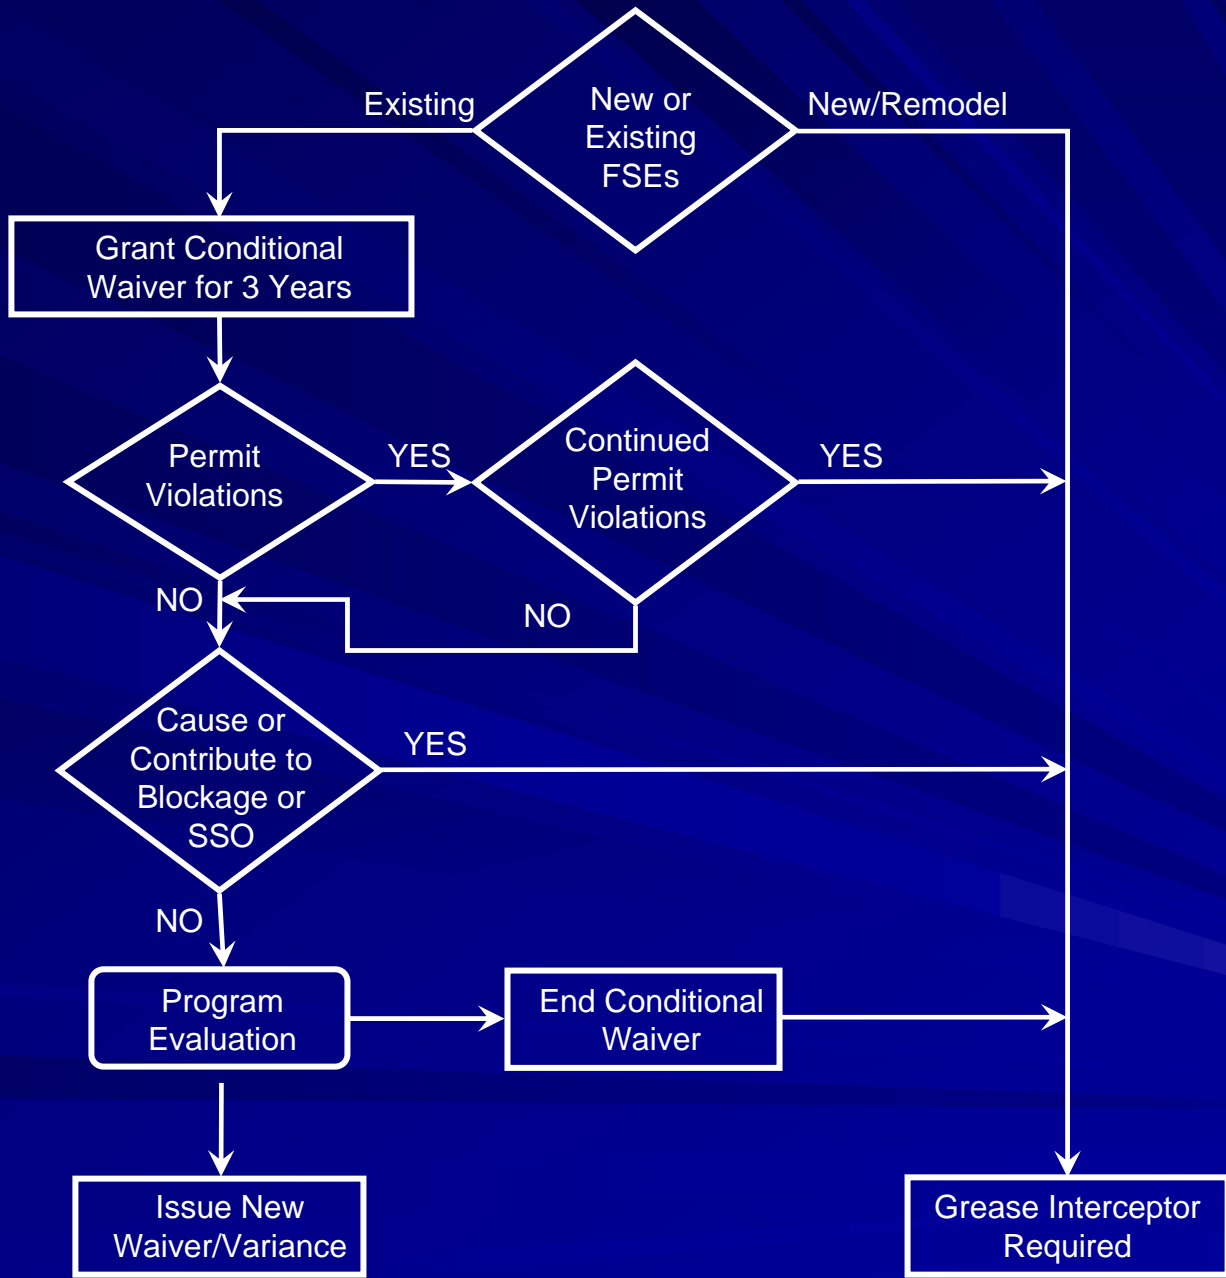 Existing
New or
Existing
FSEs
New/Remodel
Grant Conditional
Waiver for 3 Years
Permit
Violations
YES
Continued
Permit
Violations
YES
NO
NO
Cause or
Contribute to
Blockage or
SSO
YES
NO
Program
Evaluation
End Conditional
Waiver
Issue New
Waiver/Variance
Grease Interceptor
Required